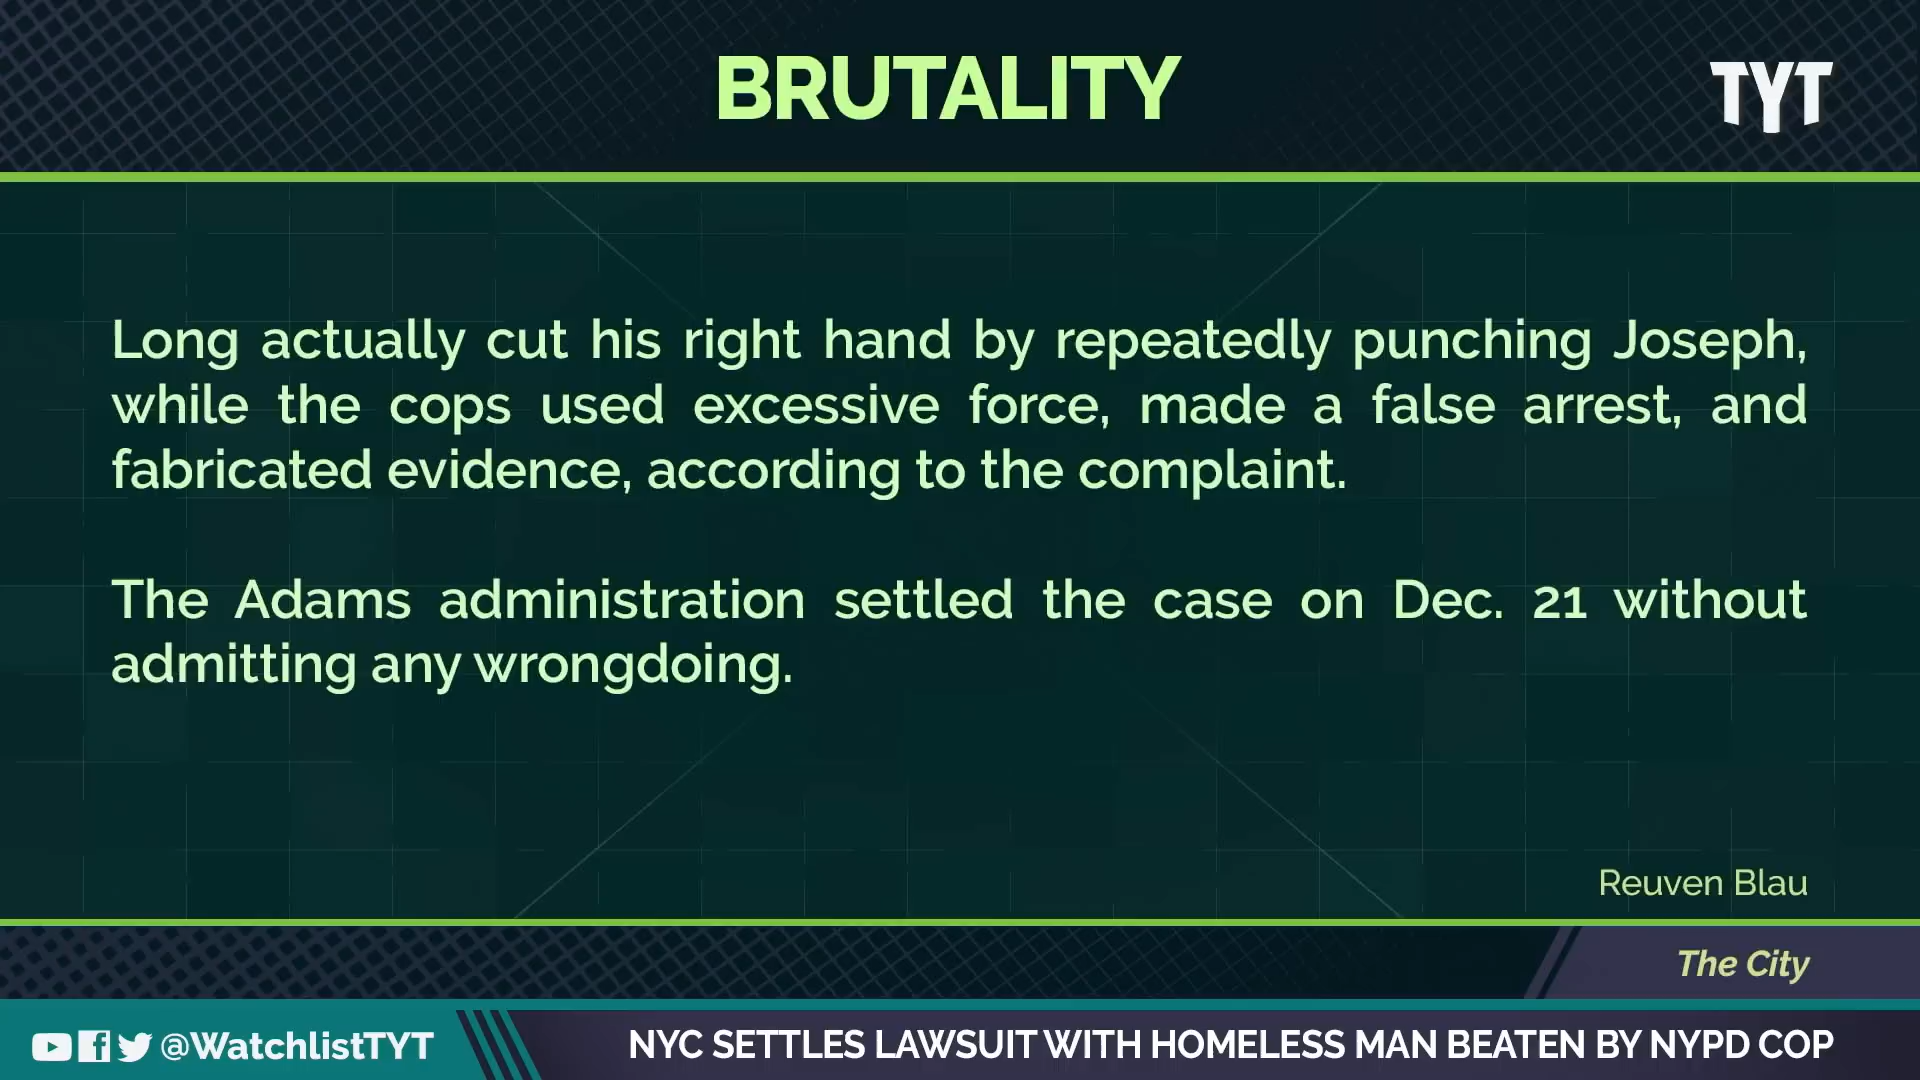 BRUTALITY
TYT
Long actually cut his right hand by repeatedly punching Joseph,
while the cops used excessive force, made a false arrest, and
fabricated evidence, according to the complaint.
The Adams administration settled the case on Dec. 21 without
admitting any wrongdoing.
Reuven Blau
The City
@WatchlistTYT
NYC SETTLES LAWSUIT WITH HOMELESS MAN BEATEN BY NYPD COP